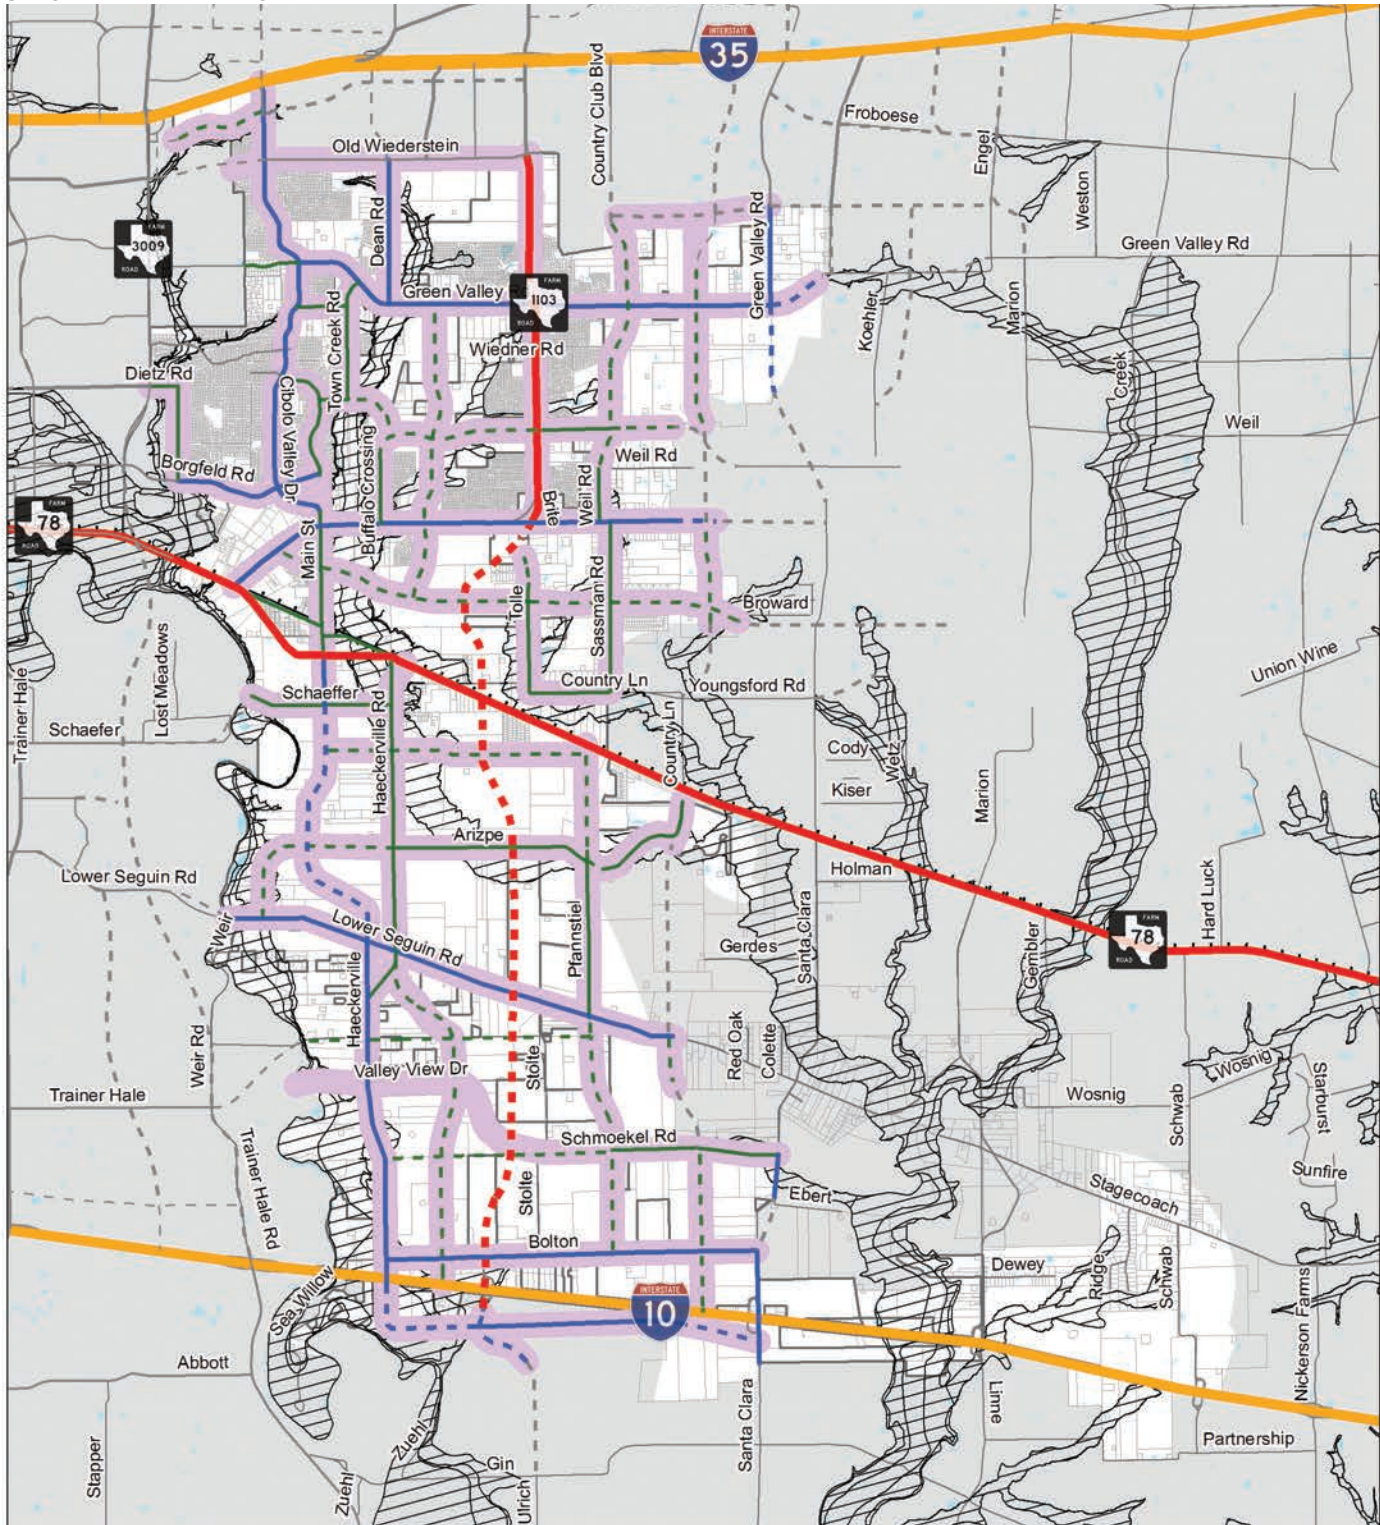 INTERSTATE
35
Country Club Blvd
Froboese
Old Wiederstein
Engel
Weston
Dean Rd
Green Valley Rd
FARM
3009
ROAD
Green Valley Rd
Green Valley
FARM
1103
ROAD
Marion
Koehler
Town Creek Rd
Wiedner Rd
Dietz Rd
Creek
Cibolo Valley Dr
Weil
Buffalo Crossing
Borgfeld Rd
Weil Rd
Weil Rd
FARM
78
ROAD
Brite
Main St
Tolle
Sassman Rd
Broward
Lost Meadows
Union Wine
Trainer Hale
Schaeffer
Country Ln
Youngsford Rd
Haeckerville Rd
Schaefer
Country Ln
Cody
Wetz
Kiser
Marion
Arizpe
Holman
Lower Seguin Rd
Hard Luck
Weir
Lower Seguin Rd
Santa Clara
FARM
78
ROAD
Gerdes
Gembler
Pfannstiel
Haeckerville
Weir Rd
Red Oak
Colette
Stolte
Valley View Dr
Wosnig
Starburst
Trainer Hale
Wosnig
Schwab
Schmoekel Rd
Trainer Hale Rd
Sunfire
Stolte
Ebert
Stagecoach
Bolton
Dewey
Ridge
Schwab
Sea Willow
INTERSTATE
10
Nickerson Farms
Abbott
Linne
Santa Clara
Zuehl
Partnership
Stapper
Gin
Zuehl
Ulrich